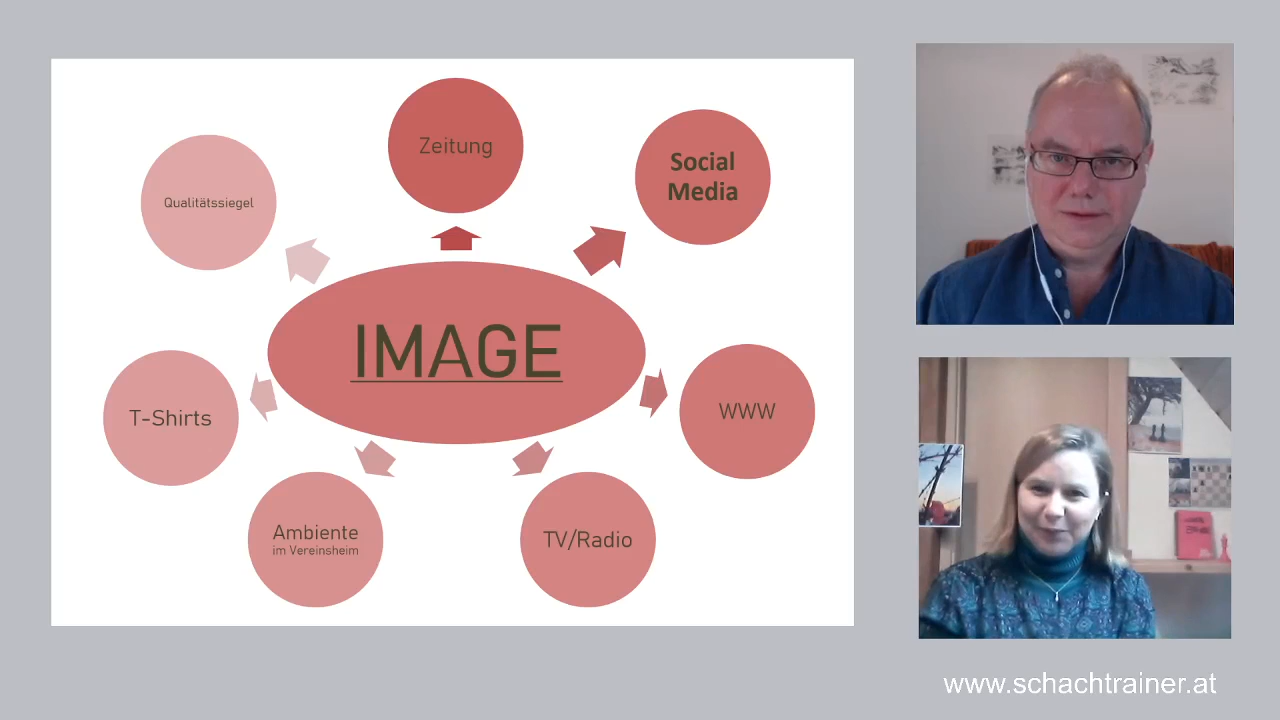 Zeitung
Social
Media
Qualitätssiegel
IMAGE
T-Shirts
WWW
Ambiente
im Vereinsheim
TV/Radio
www.schachtrainer.at